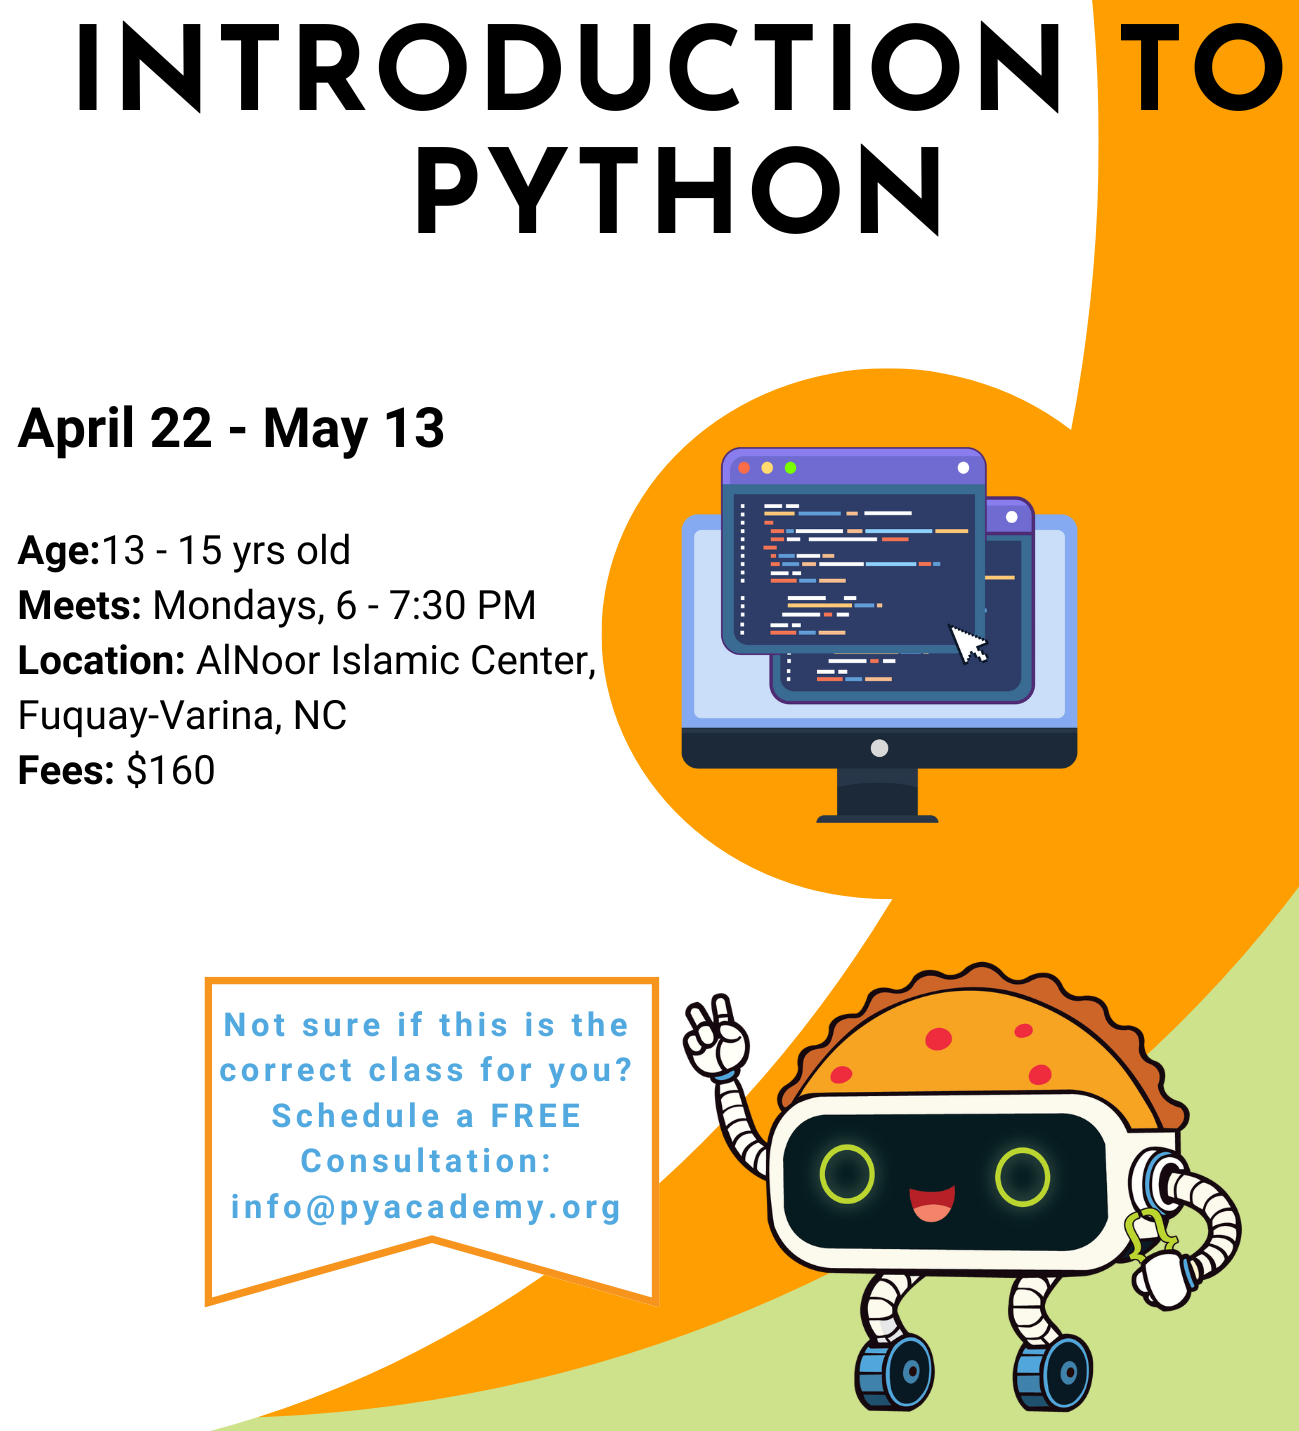 INTRODUCTION TO
PYTHON
April 22 - May 13
Age:13 - 15 yrs old
Meets: Mondays, 6 - 7:30 PM
Location: AlNoor Islamic Center,
Fuquay-Varina, NC
Fees: $160
Not sure if this is the
correct class for you?
Schedule a FREE
Consultation:
info@pyacademy.org